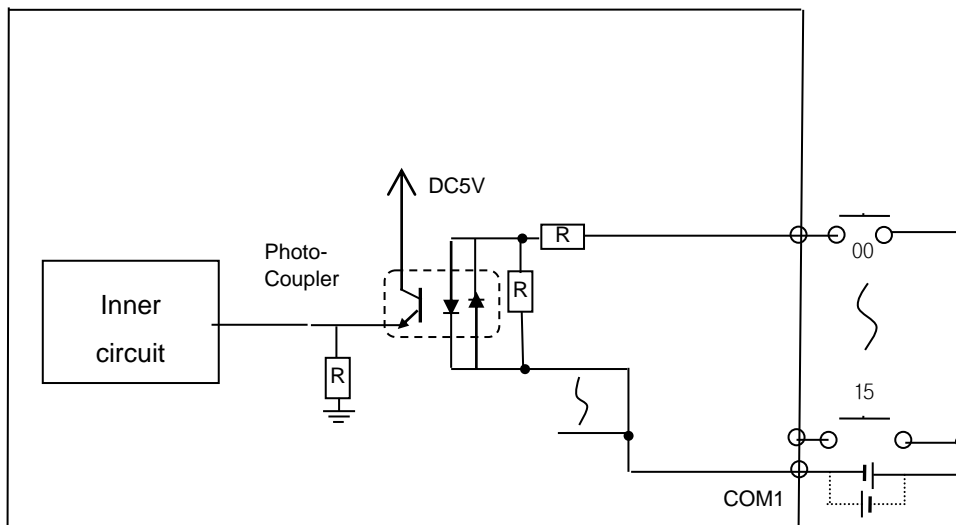 DC5V
R
00
Photo-
Coupler
R
Inner
circuit
R
15
COM1